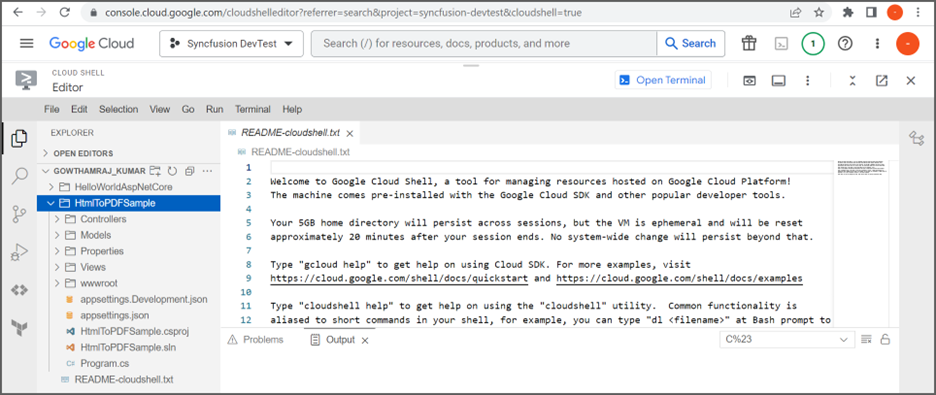 console.cloud.google.com/cloudshelleditor?referrer=search&project=syncfusion-devtest&cloudshell=true
Google Cloud
Syncfusion DevTest
Search (/) for resources, docs, products, and more
Search
1
CLOUD SHELL
Editor
Open Terminal
File Edit Selection View Go Run Terminal Help
EXPLORER
OPEN EDITORS
GOWTHAMRAJ_KUMAR
HelloWorldAspNetCore
HtmlToPDFSample
Controllers
Models
Properties
Views
wwwroot
appsettings.Development.json
appsettings.json
HtmlToPDFSample.csproj
HtmlToPDFSample.sln
C# Program.cs
README-cloudshell.txt
README-cloudshell.txt
README-cloudshell.txt
1
2 Welcome to Google Cloud Shell, a tool for managing resources hosted on Google Cloud Platform!
3 The machine comes pre-installed with the Google Cloud SDK and other popular developer tools.
4
5 Your 5GB home directory will persist across sessions, but the VM is ephemeral and will be reset
6 approximately 20 minutes after your session ends. No system-wide change will persist beyond that.
7
8 Type "gcloud help" to get help on using Cloud SDK. For more examples, visit
9 https://cloud.google.com/shell/docs/quickstart and https://cloud.google.com/shell/docs/examples
10
11 Type "cloudshell help" to get help on using the "cloudshell" utility. Common functionality is
12 aliased to short commands in your shell, for example, you can type "dl <filename>" at Bash prompt to
Problems Output C%23